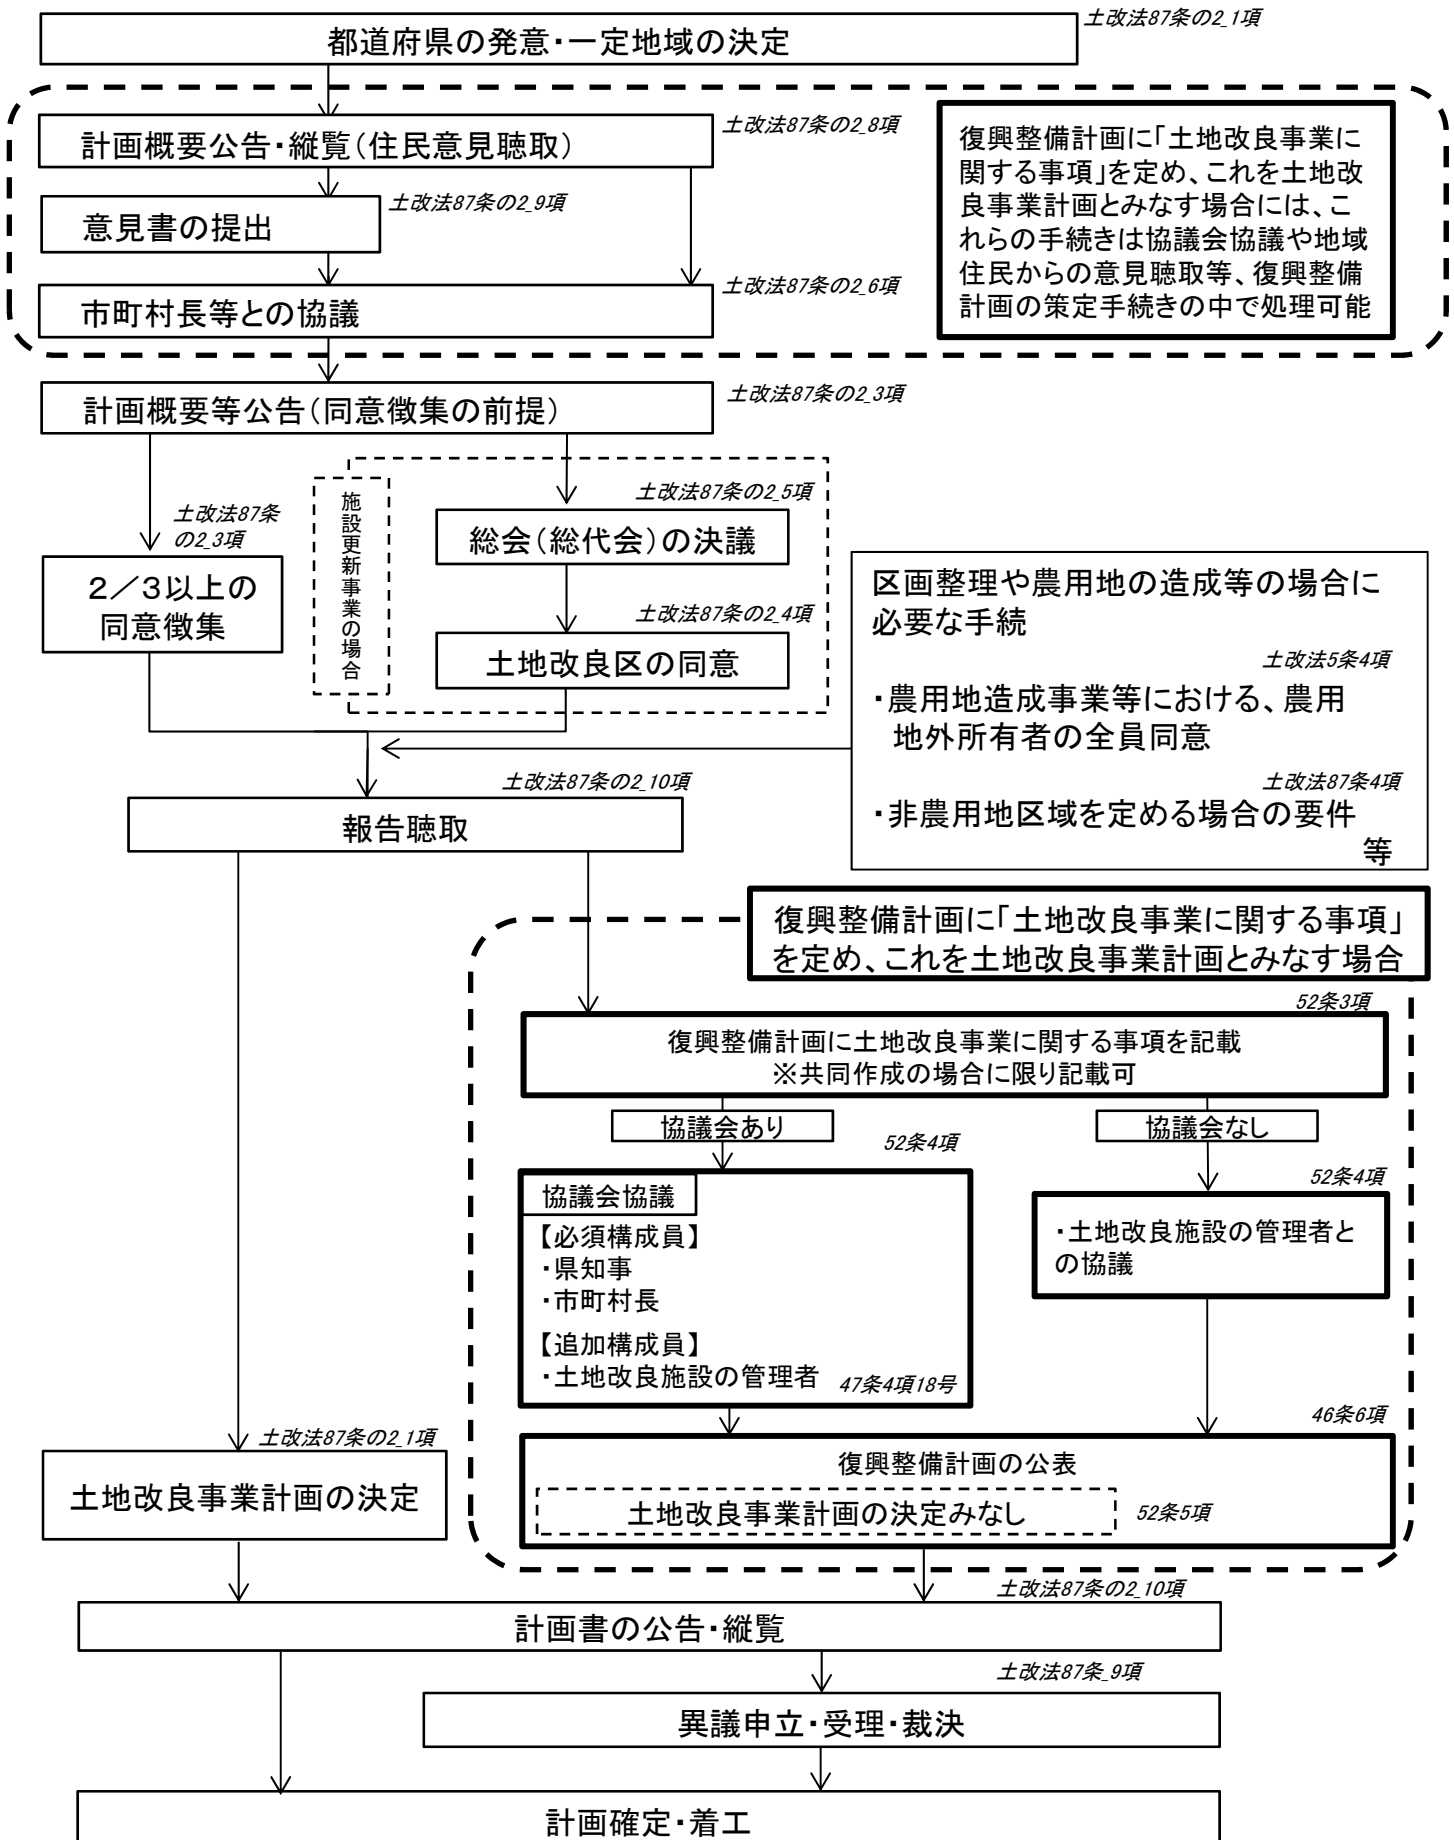 土改法87条の2_1項
都道府県の発意・一定地域の決定
計画概要公告・縦覧（住民意見聴取）
土改法87条の2_8項
復興整備計画に「土地改良事業に
関する事項」を定め、これを土地改
良事業計画とみなす場合には、こ
れらの手続きは協議会協議や地域
住民からの意見聴取等、復興整備
計画の策定手続きの中で処理可能
意見書の提出
土改法87条の2_9項
市町村長等との協議
土改法87条の2_6項
計画概要等公告（同意徴集の前提）
土改法87条の2_3項
土改法87条
の2_3項
２／３以上の
同意徴集
施設更新事業の場合
土改法87条の2_5項
総会（総代会）の決議
土改法87条の2_4項
土地改良区の同意
区画整理や農用地の造成等の場合に
必要な手続
土改法5条4項
・農用地造成事業等における、農用
地外所有者の全員同意
土改法87条4項
・非農用地区域を定める場合の要件
等
土改法87条の2_10項
報告聴取
復興整備計画に「土地改良事業に関する事項」
を定め、これを土地改良事業計画とみなす場合
52条3項
復興整備計画に土地改良事業に関する事項を記載
※共同作成の場合に限り記載可
協議会あり
協議会なし
52条4項
協議会協議
【必須構成員】
・県知事
・市町村長
【追加構成員】
・土地改良施設の管理者
47条4項18号
52条4項
・土地改良施設の管理者と
の協議
46条6項
復興整備計画の公表
土地改良事業計画の決定みなし
52条5項
土改法87条の2_1項
土地改良事業計画の決定
土改法87条の2_10項
計画書の公告・縦覧
土改法87条_9項
異議申立・受理・裁決
計画確定・着工